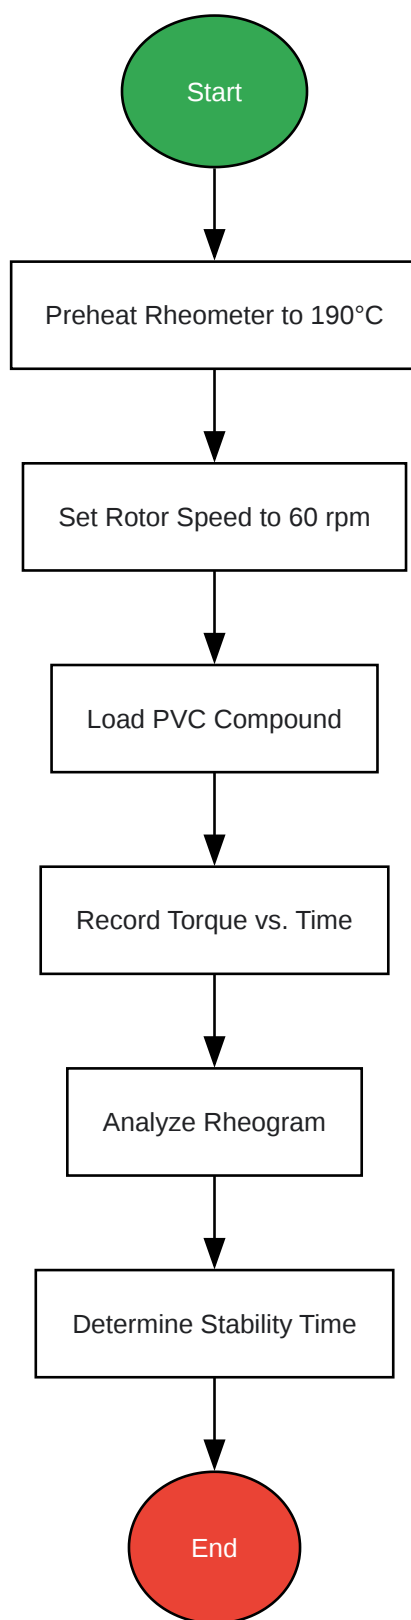 Start
Preheat Rheometer to 190°C
Set Rotor Speed to 60 rpm
Load PVC Compound
Record Torque vs. Time
Analyze Rheogram
Determine Stability Time
End